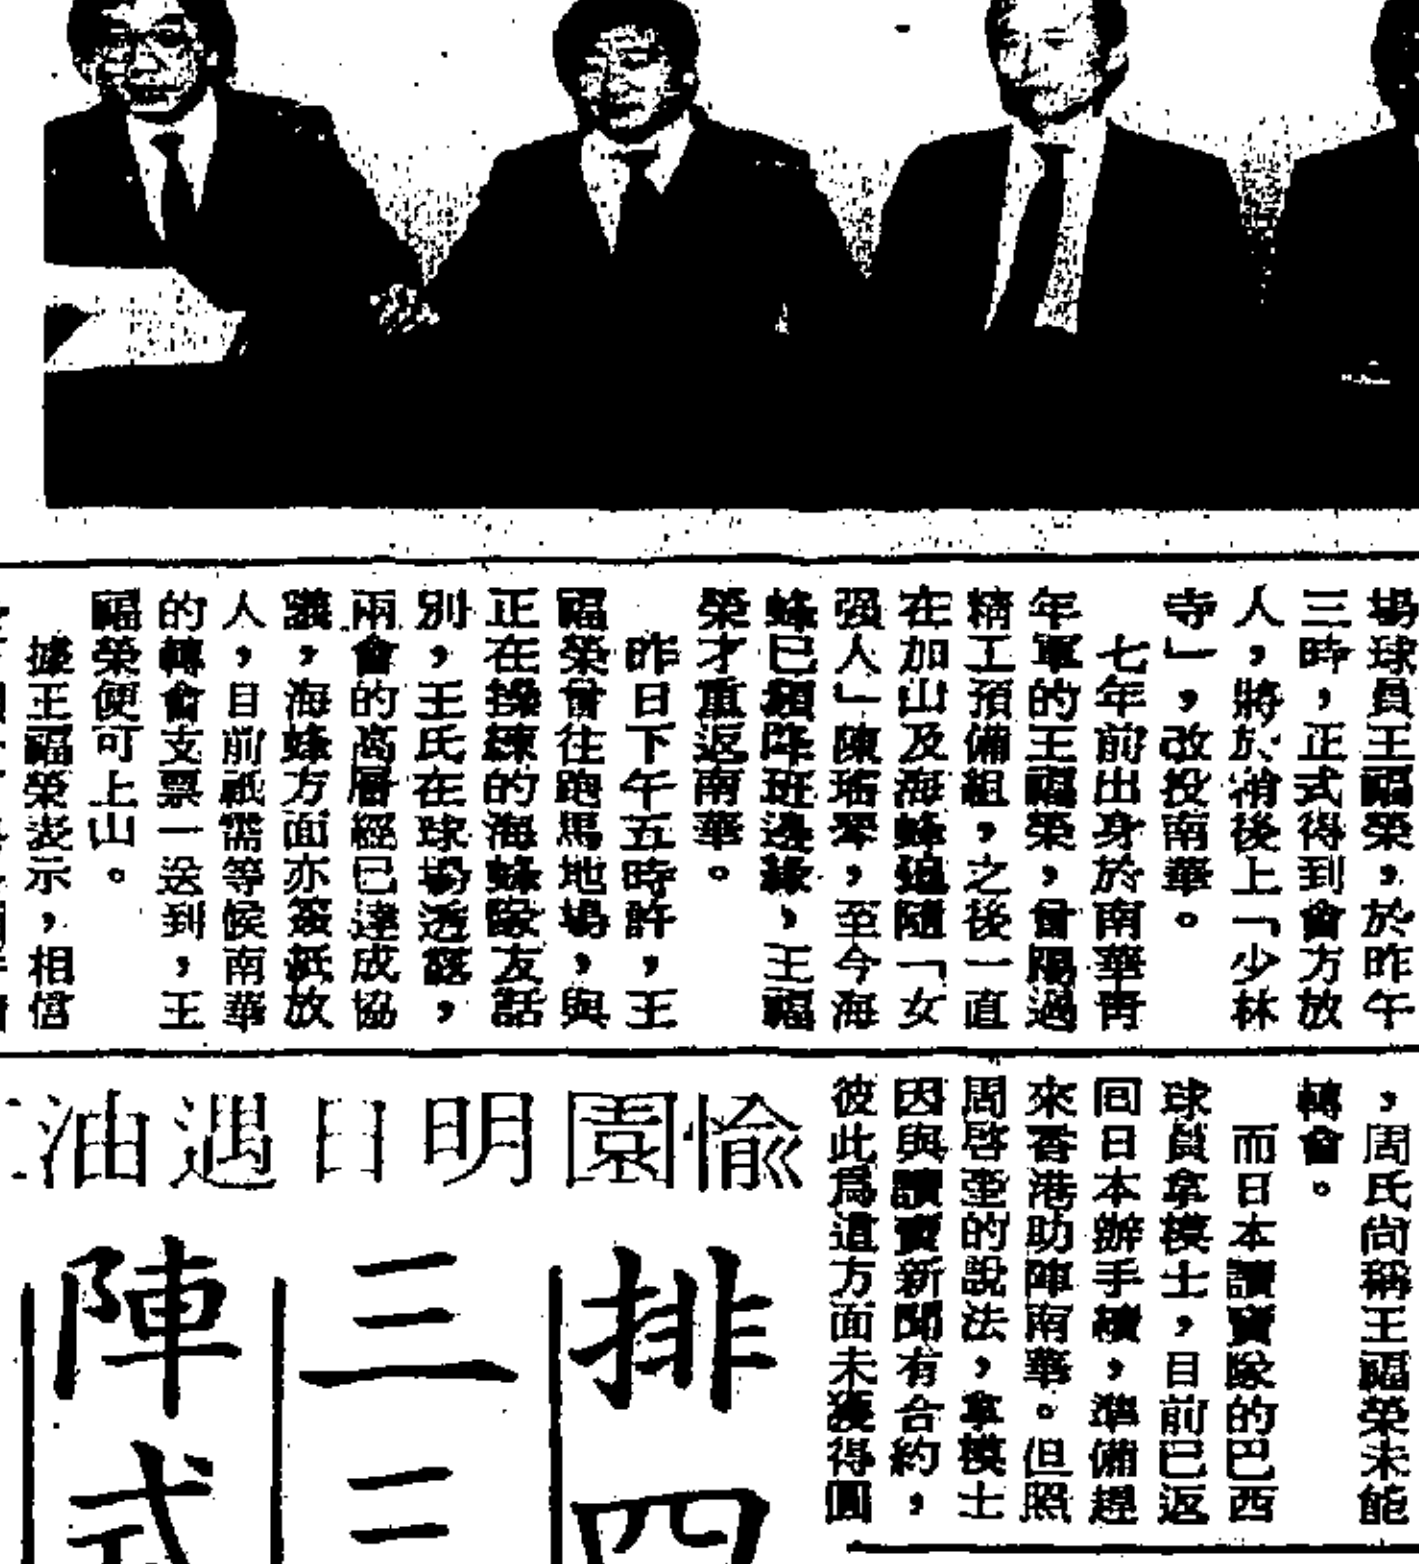 場球員王福榮，於昨午
三時，正式得到會方放
人，將於稍後上「少林
寺」，改投南華。
七年前出身於南華青
年軍的王福榮，曾陽過
精工預備組，之後一直
在加山及海蜂追隨「女
强人」陳瑞琴，至今海
蜂已瀕降班邊緣，王福
榮才重返南華。
昨日下午五時許，王
福榮曾往跑馬地場，與
正在操練的海蜂隊友話
別，王氏在球場透露，
兩會的高層經已達成協
議，海蜂方面亦簽紙放
人，目前祇需等候南華
的轉會支票一送到，王
福榮便可上山。
據王福榮表示，相信
，周氏尚稱王福榮未能
轉會。
而日本讀賣隊的巴西
球員拿模士，目前已返
回日本辦手續，準備趕
來香港助陣南華。但照
周啓奎的說法，拿模士
因與讀賣新聞有合約，
彼此爲這方面未獲得圓
愉園明日遇油
排四
三三
陣式